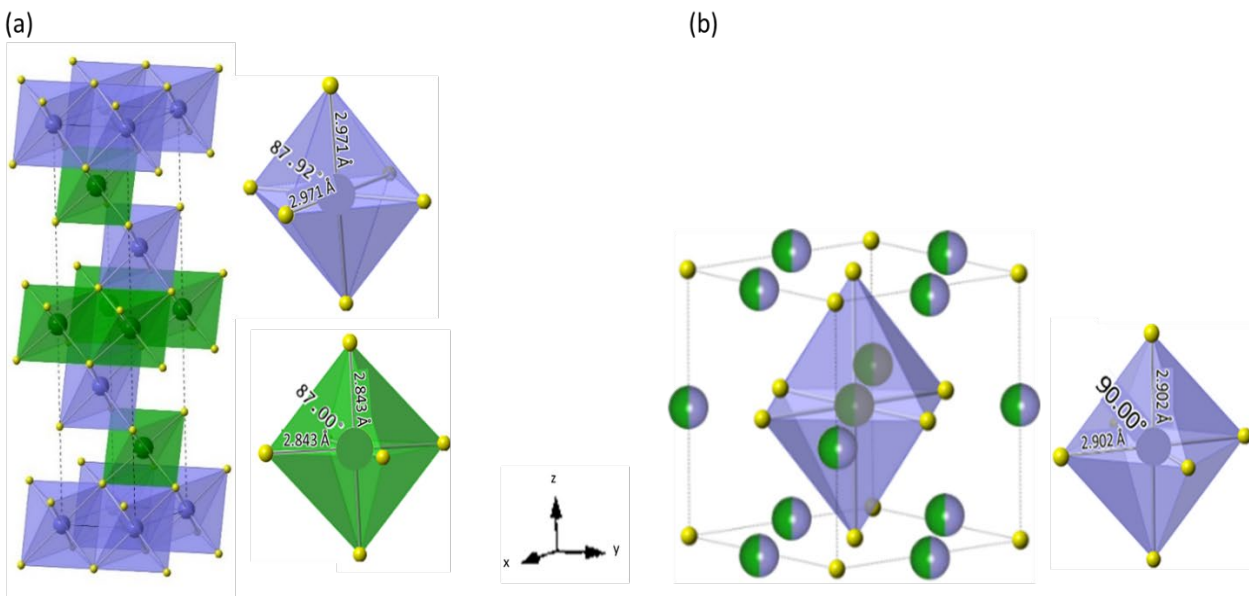 (a)
(b)
2.971 Å
87.92°
2.971 Å
2.843 Å
87.00°
2.843 Å
z
x
y
2.902 Å
90.00°
2.902 Å